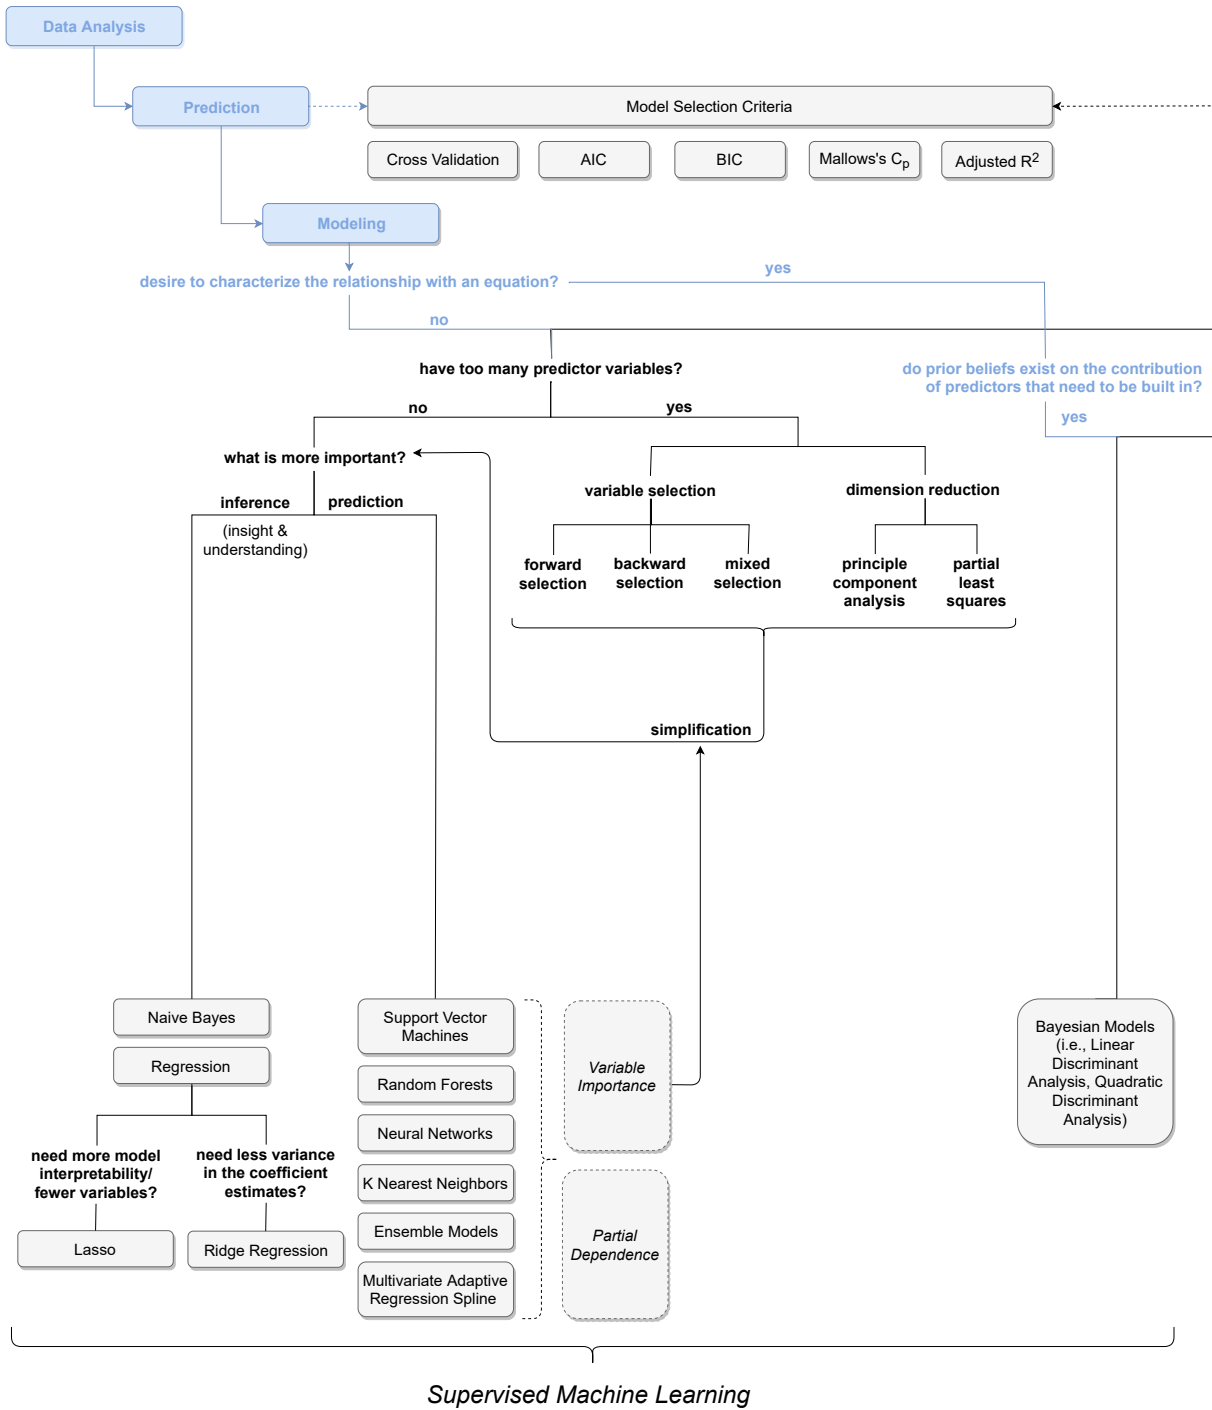 Data Analysis
Prediction
Model Selection Criteria
Cross Validation
AIC
BIC
Mallows's Cp
Adjusted R2
Modeling
desire to characterize the relationship with an equation?
yes
no
have too many predictor variables?
do prior beliefs exist on the contribution
of predictors that need to be built in?
no
yes
yes
what is more important?
inference
prediction
(insight &
understanding)
variable selection
dimension reduction
forward
selection
backward
selection
mixed
selection
principle
component
analysis
partial
least
squares
simplification
Naive Bayes
Regression
need more model
interpretability/
fewer variables?
need less variance
in the coefficient
estimates?
Lasso
Ridge Regression
Support Vector
Machines
Random Forests
Neural Networks
K Nearest Neighbors
Ensemble Models
Multivariate Adaptive
Regression Spline
Variable
Importance
Partial
Dependence
Bayesian Models
(i.e., Linear
Discriminant
Analysis, Quadratic
Discriminant
Analysis)
Supervised Machine Learning